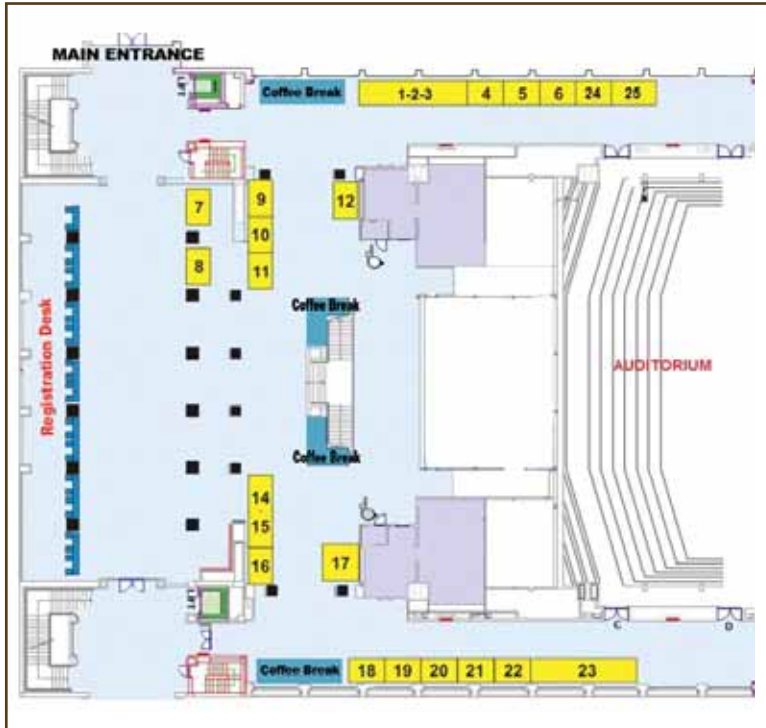 MAIN ENTRANCE
LIFT
Coffee Break
1-2-3
4
5
6
24
25
7
9
12
10
8
11
Coffee Break
Registration Desk
AUDITORIUM
Coffee Break
14
15
16
17
LIFT
C
D
Coffee Break
18
19
20
21
22
23